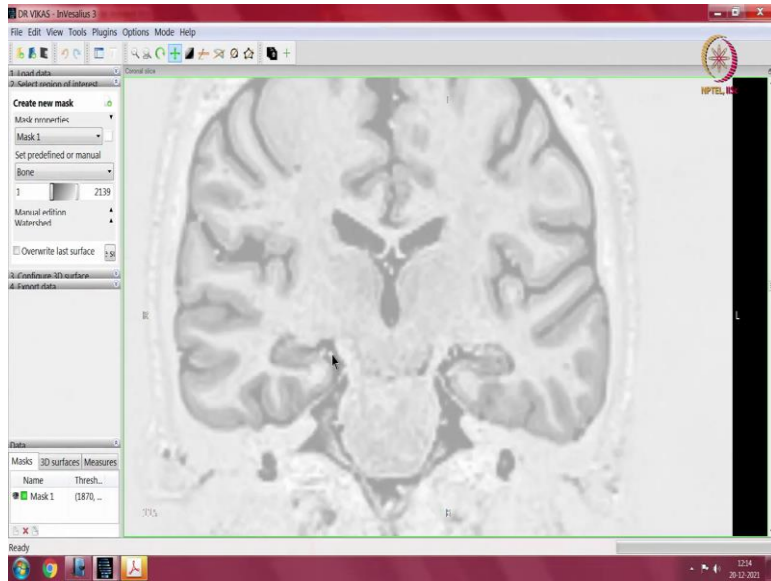 DR VIKAS - InVesalius 3
File Edit View Tools Plugins Options Mode Help
1. Load data
2. Select region of interest
Create new mask
Mask properties
Mask 1
Set predefined or manual
Bone
1 2139
Manual edition
Watershed
Overwrite last surface
3. Configure 3D surface
4. Export data
Coronal slice
R
L
NPTEL, IISc
Data
Masks 3D surfaces Measures
Name Thresh...
Mask 1 (1870, ...
Ready
12:14
20-12-2021